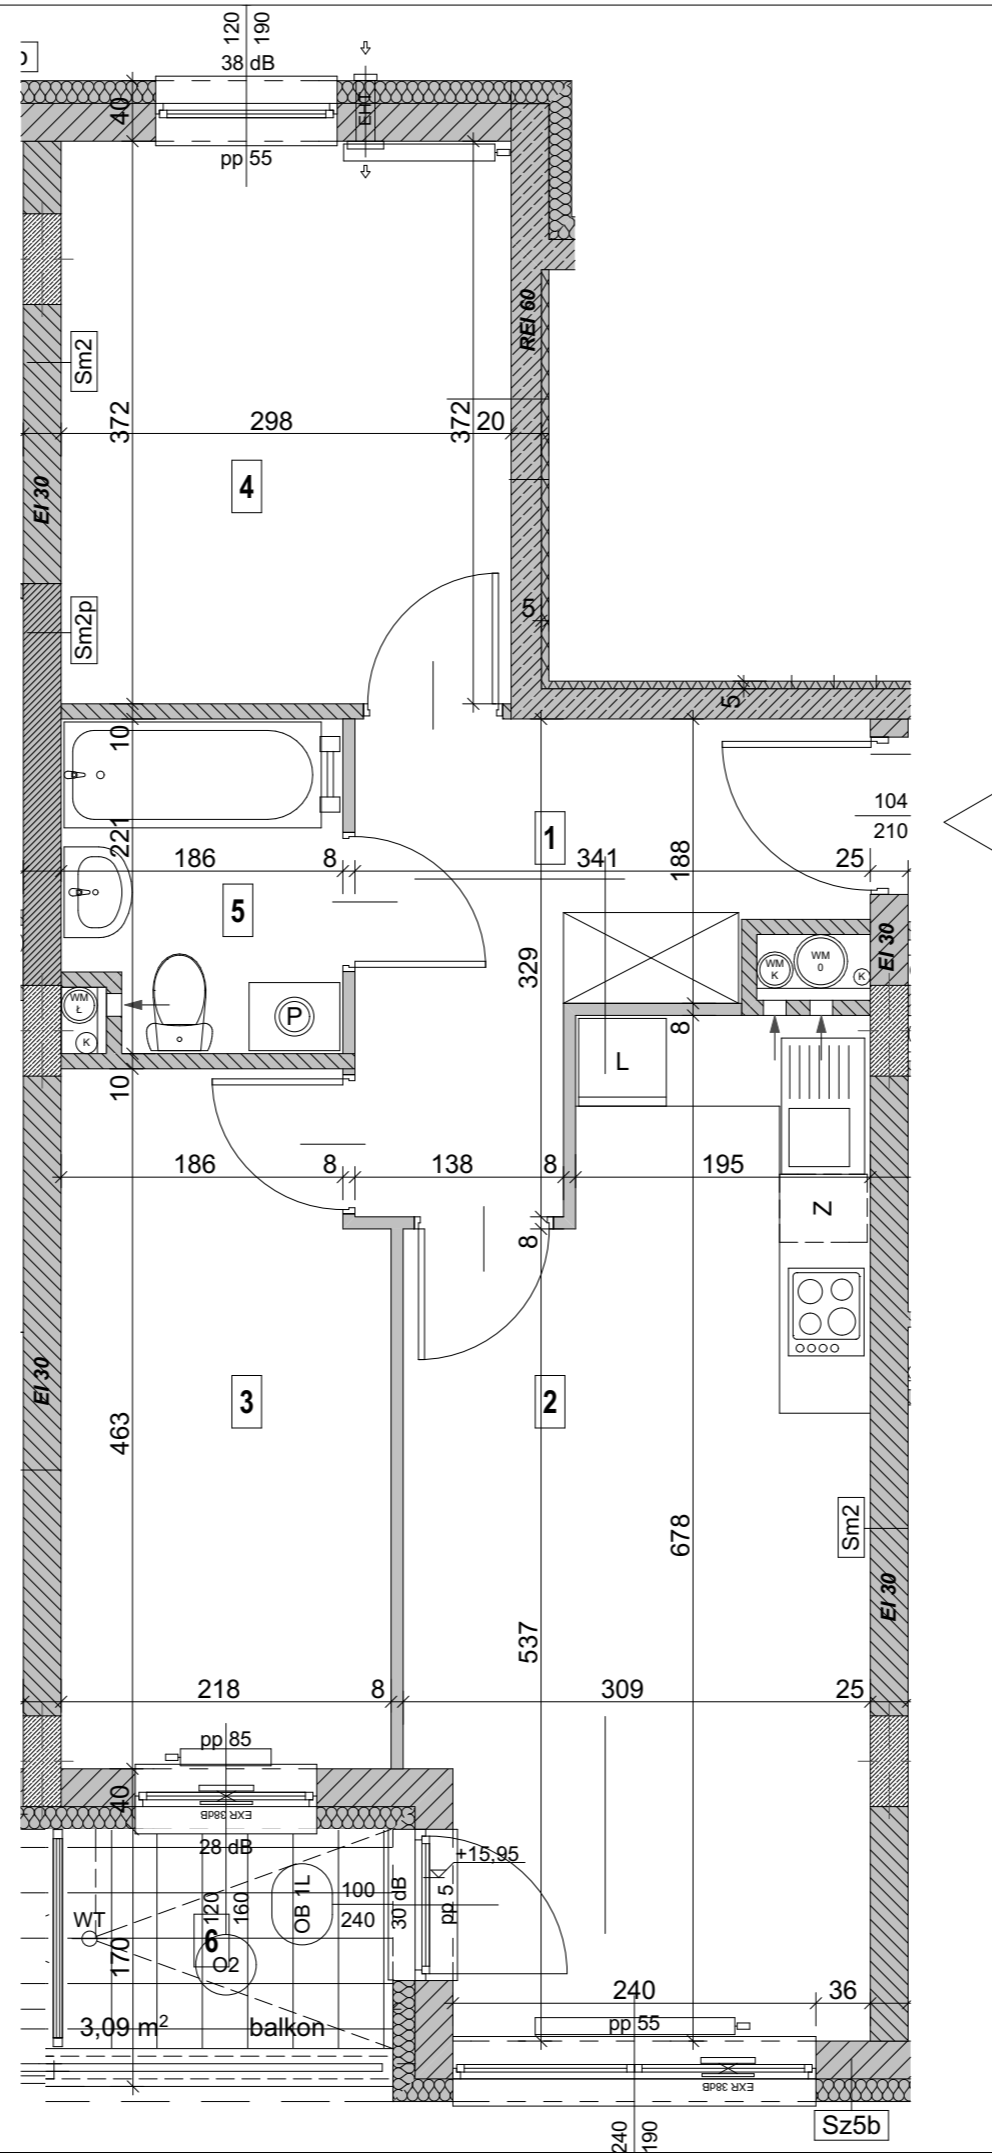 120
190
38 dB
40
EHT
pp 55
REI 60
Sm2
372
298
372
20
4
EI 30
Sm2p
5
5
10
104
210
221
186
8
1
341
188
25
5
329
WM
K
WM
0
K
EI 30
WM
Ł
K
P
8
L
10
186
8
138
8
195
Z
8
EI 30
3
2
463
Sm2
678
EI 30
537
218
8
309
25
pp 85
40
EXR 38dB
28 dB
+15,95
120
160
OB 1L
100
240
30 dB
pp 5
WT
6
170
O2
240
36
3,09 m²
balkon
pp 55
EXR 38dB
240
190
Sz5b